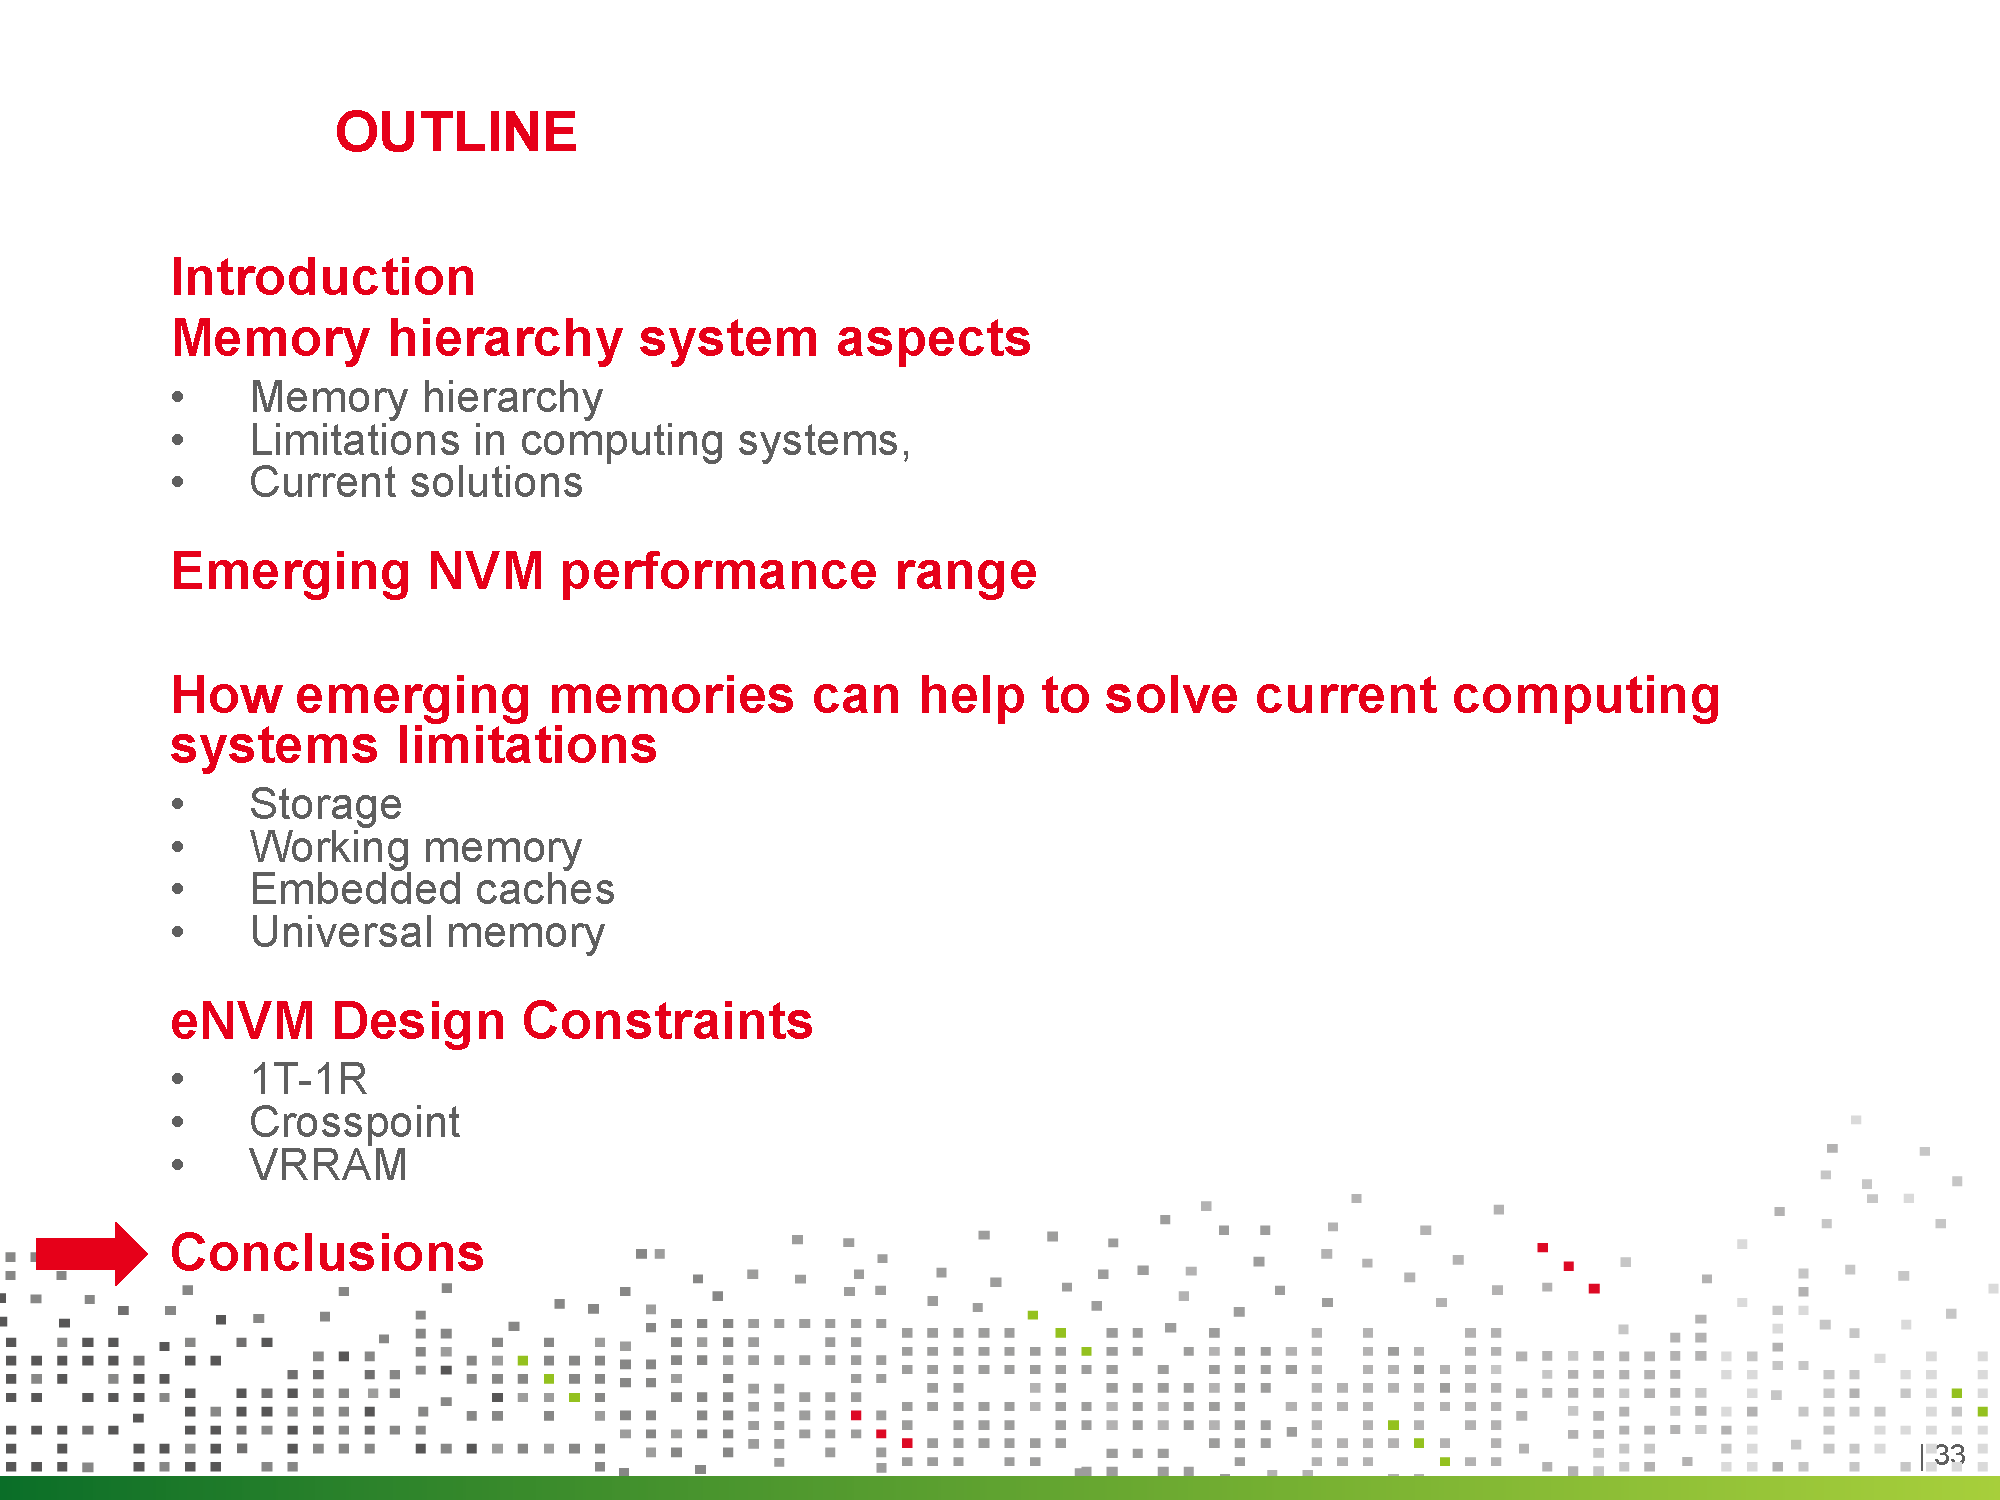 OUTLINE
Introduction
Memory hierarchy system aspects
• Memory hierarchy
• Limitations in computing systems,
• Current solutions
Emerging NVM performance range
How emerging memories can help to solve current computing
systems limitations
• Storage
• Working memory
• Embedded caches
• Universal memory
eNVM Design Constraints
• 1T-1R
• Crosspoint
• VRRAM
Conclusions
| 33